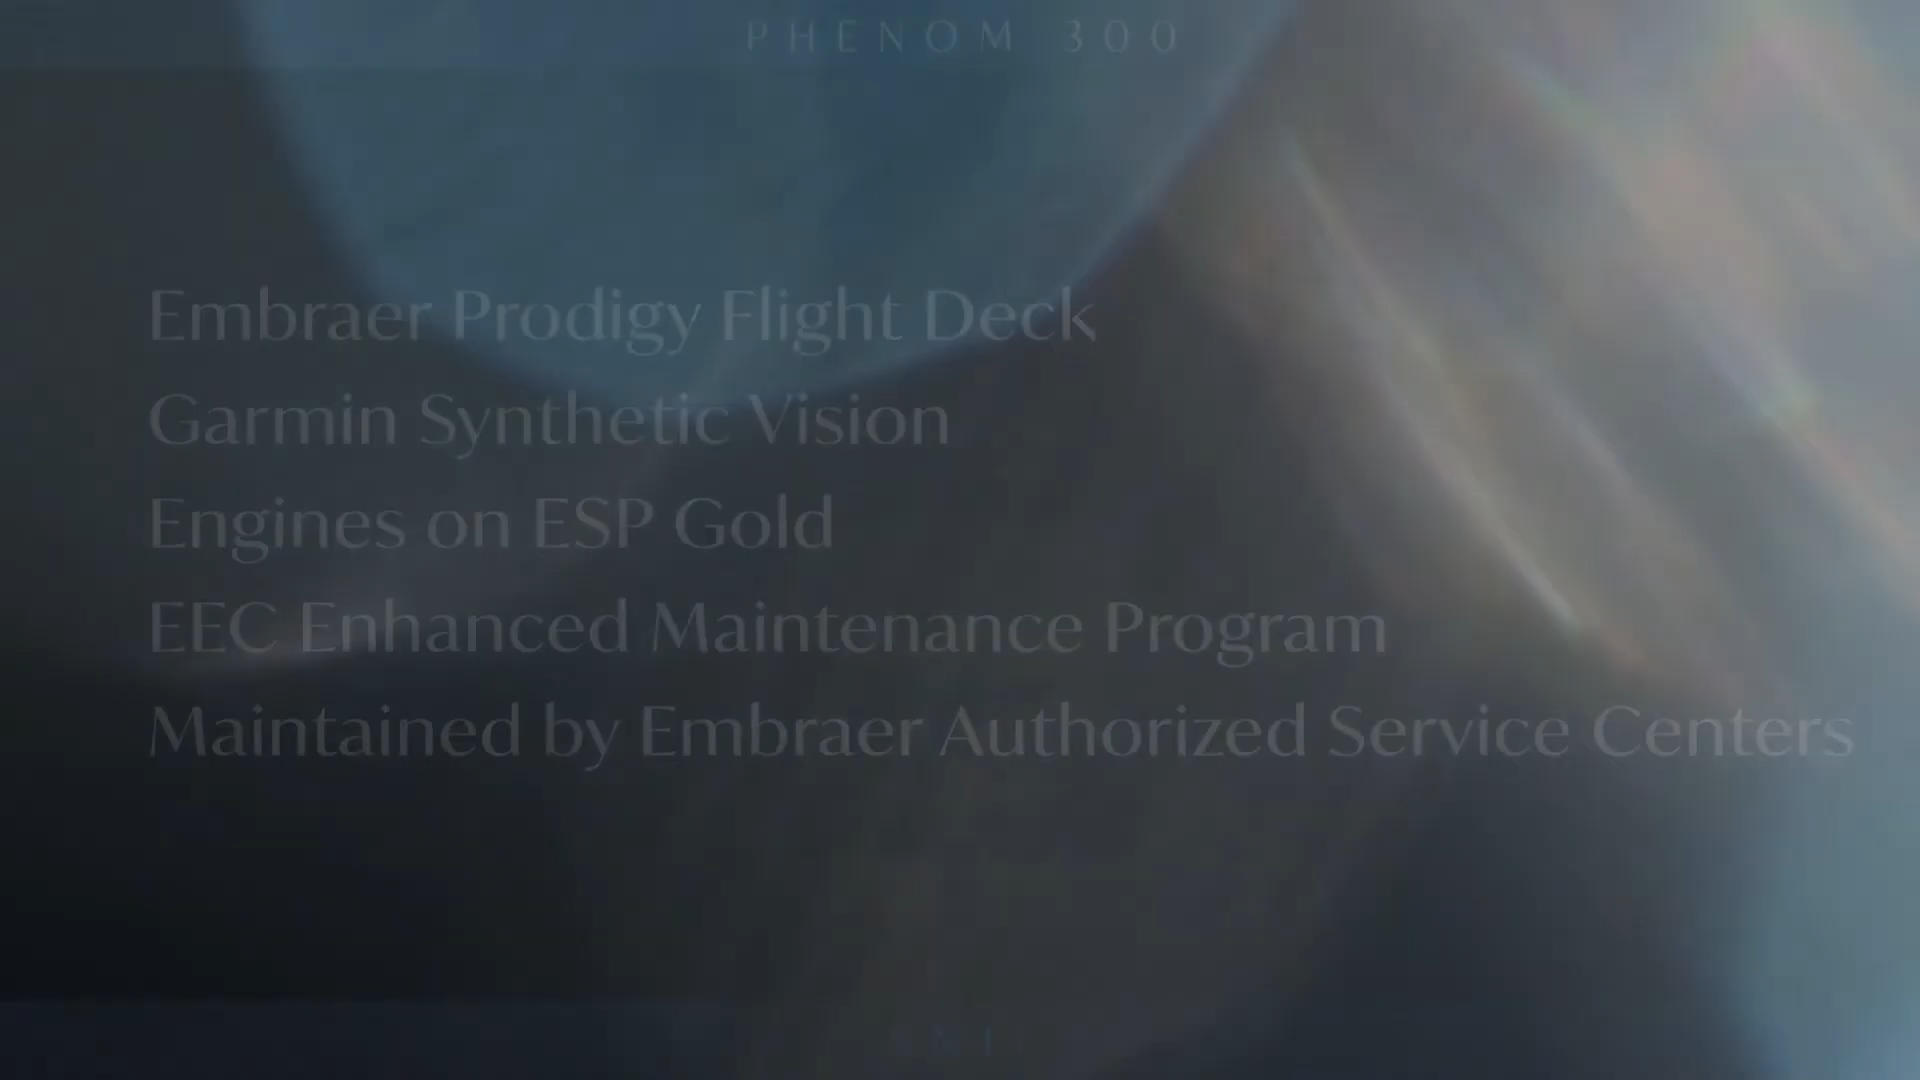 PHENOM 300
Embraer Prodigy Flight Deck
Garmin Synthetic Vision
Engines on ESP Gold
EEC Enhanced Maintenance Program
Maintained by Embraer Authorized Service Centers